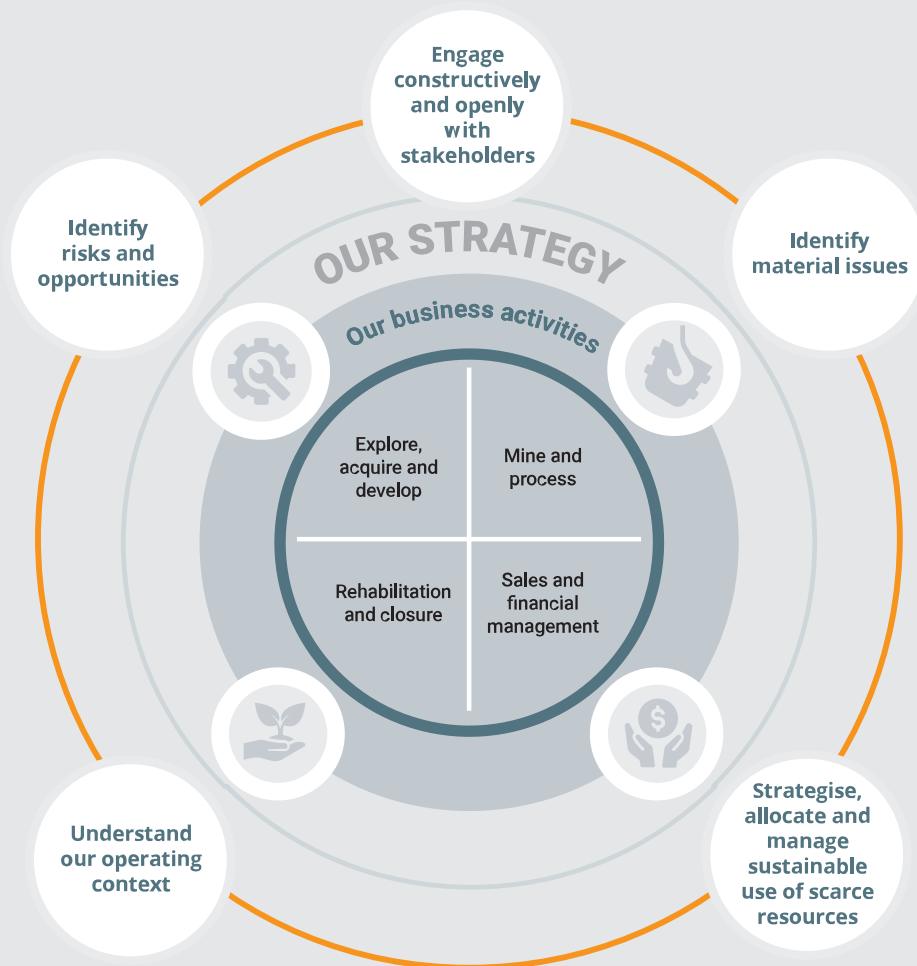 Engage
constructively
and openly
with
stakeholders
Identify
risks and
opportunities
Identify
material issues
OUR STRATEGY
Our business activities
Explore,
acquire and
develop
Mine and
process
Rehabilitation
and closure
Sales and
financial
management
$
Understand
our operating
context
Strategise,
allocate and
manage
sustainable
use of scarce
resources